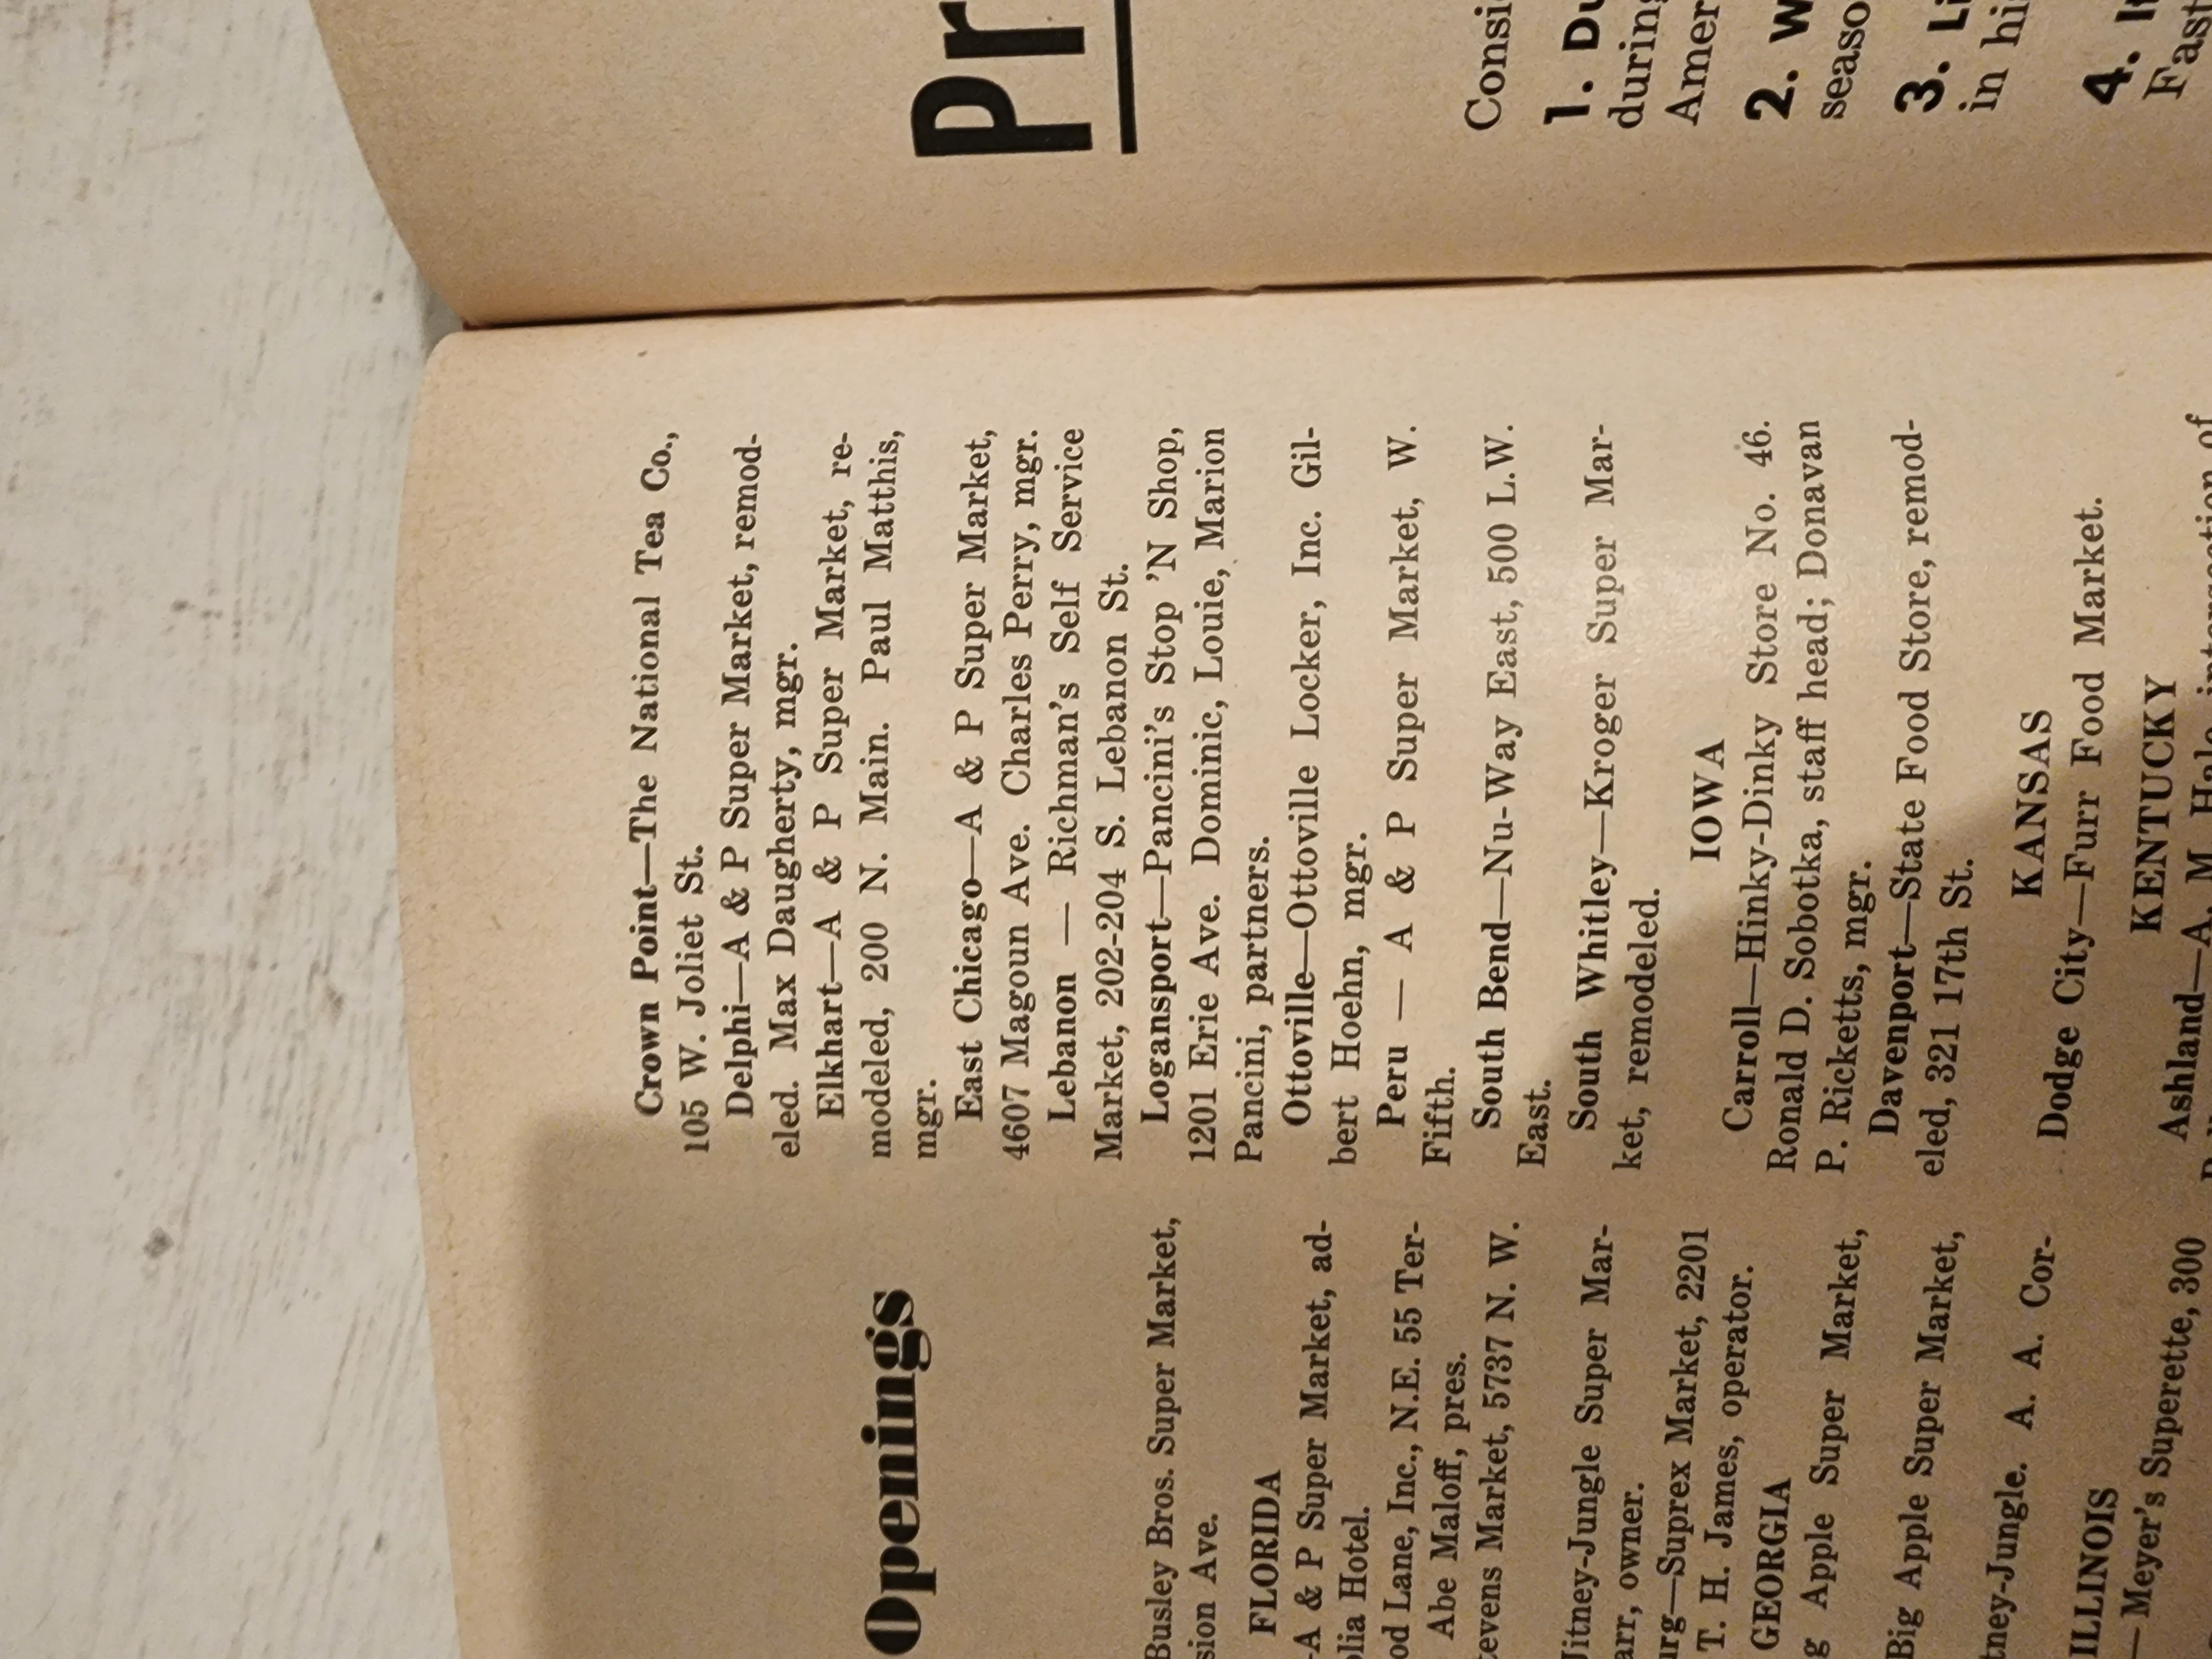 Openings
Busley Bros. Super Market,
sion Ave.
FLORIDA
A & P Super Market, ad-
olia Hotel.
od Lane, Inc., N.E. 55 Ter-
Abe Maloff, pres.
tevens Market, 5737 N. W.
Jitney-Jungle Super Mar-
arr, owner.
urg—Suprex Market, 2201
T. H. James, operator.
GEORGIA
g Apple Super Market,
Big Apple Super Market,
tney-Jungle. A. A. Cor-
ILLINOIS
— Meyer's Superette, 300
Crown Point—The National Tea Co.,
105 W. Joliet St.
Delphi—A & P Super Market, remod-
eled. Max Daugherty, mgr.
Elkhart—A & P Super Market, re-
modeled, 200 N. Main. Paul Matthis,
mgr.
East Chicago—A & P Super Market,
4607 Magoun Ave. Charles Perry, mgr.
Lebanon — Richman's Self Service
Market, 202-204 S. Lebanon St.
Logansport—Pancini's Stop 'N Shop,
1201 Erie Ave. Dominic, Louie, Marion
Pancini, partners.
Ottoville—Ottoville Locker, Inc. Gil-
bert Hoehn, mgr.
Peru — A & P Super Market, W.
Fifth.
South Bend—Nu-Way East, 500 L.W.
East.
South Whitley—Kroger Super Mar-
ket, remodeled.
IOWA
Carroll—Hinky-Dinky Store No. 46.
Ronald D. Sobotka, staff head; Donavan
P. Ricketts, mgr.
Davenport—State Food Store, remod-
eled, 321 17th St.
KANSAS
Dodge City—Furr Food Market.
KENTUCKY
Ashland—A. M. Hale intersection of
Pr
Consi
1. Du
during
Amer
2. W
seaso
3. Li
in hi
4. I
Fast